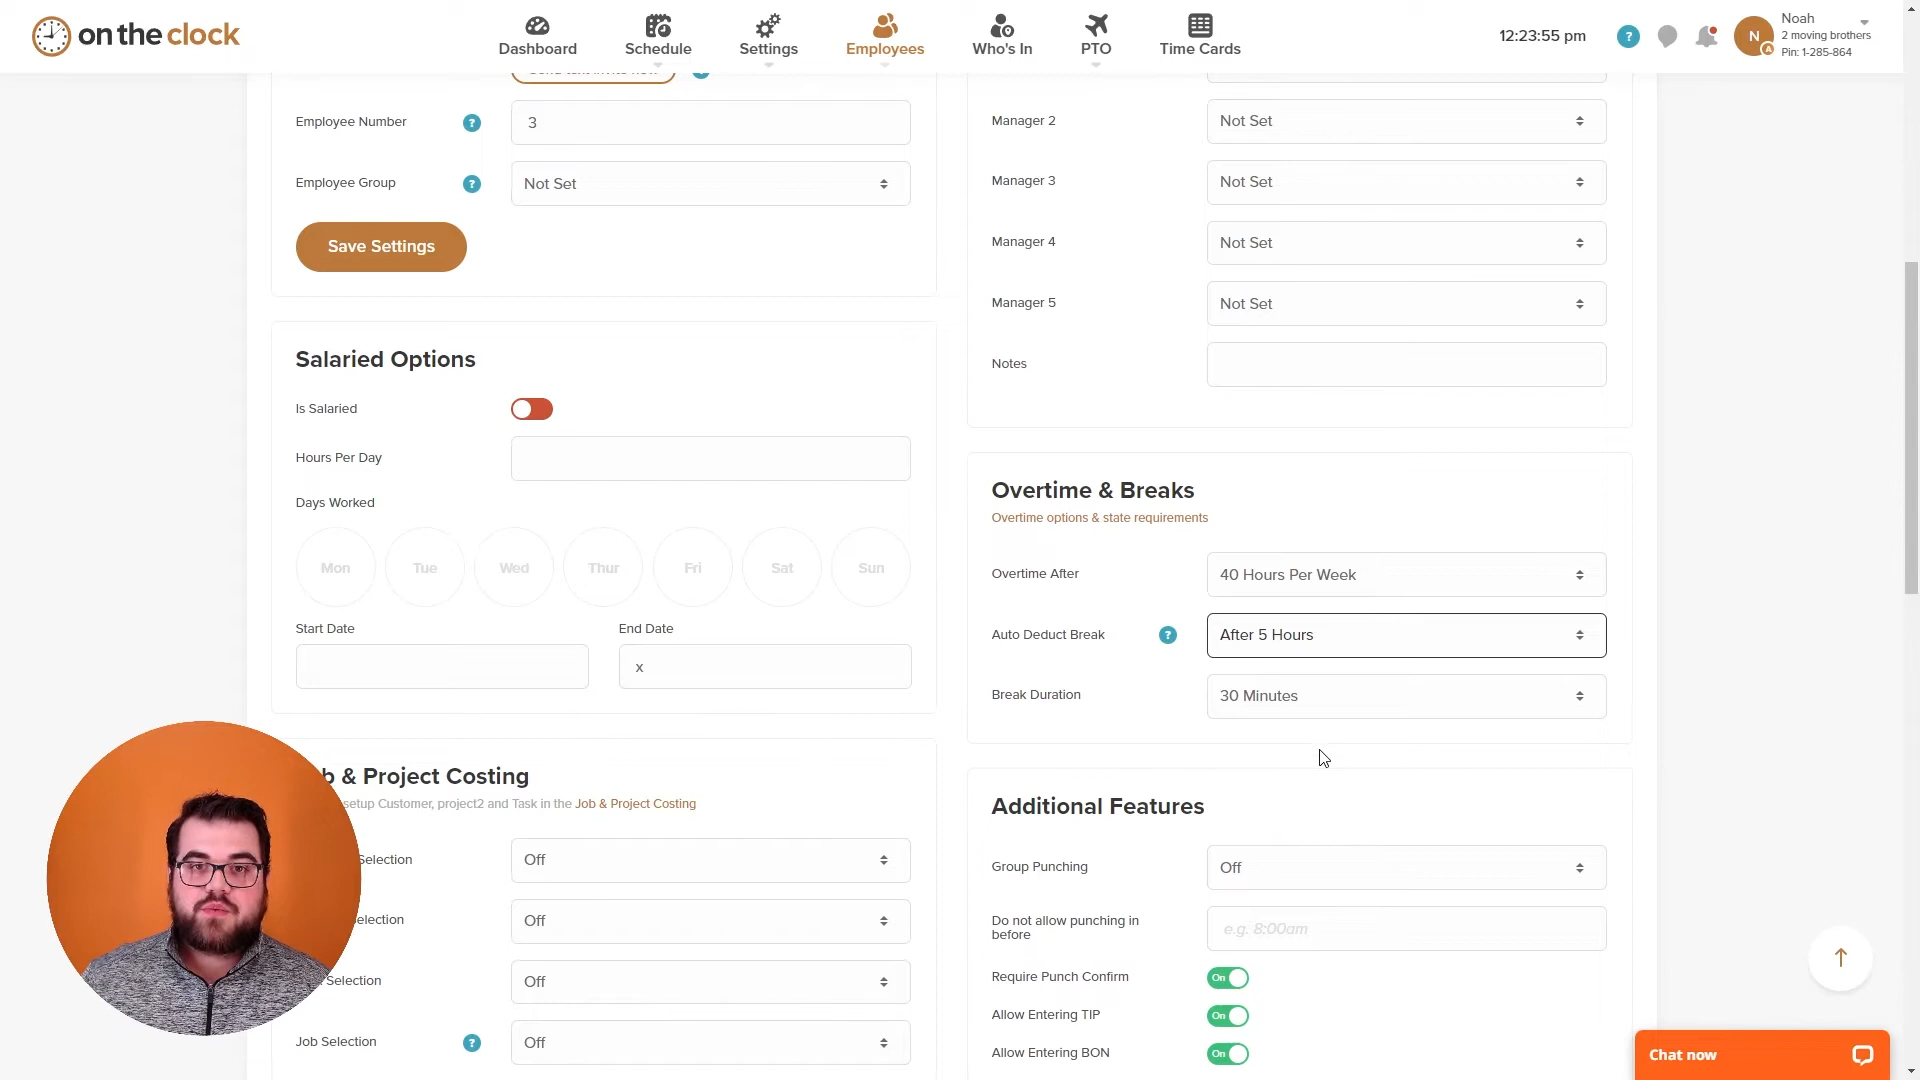 on the clock
Dashboard
Schedule
Settings
Employees
Who's In
PTO
Time Cards
12:23:55 pm
?
N
A
Noah
2 moving brothers
Pin: 1-285-864
Employee Number
?
3
Employee Group
?
Not Set
Save Settings
Manager 2
Not Set
Manager 3
Not Set
Manager 4
Not Set
Manager 5
Not Set
Notes
Salaried Options
Is Salaried
Hours Per Day
Days Worked
Mon
Tue
Wed
Thur
Fri
Sat
Sun
Start Date
End Date
x
Overtime & Breaks
Overtime options & state requirements
Overtime After
40 Hours Per Week
Auto Deduct Break
?
After 5 Hours
Break Duration
30 Minutes
b & Project Costing
setup Customer, project2 and Task in the Job & Project Costing
Selection
Off
election
Off
Selection
Off
Job Selection
?
Off
Additional Features
Group Punching
Off
Do not allow punching in
before
e.g. 8:00am
Require Punch Confirm
On
Allow Entering TIP
On
Allow Entering BON
On
Chat now